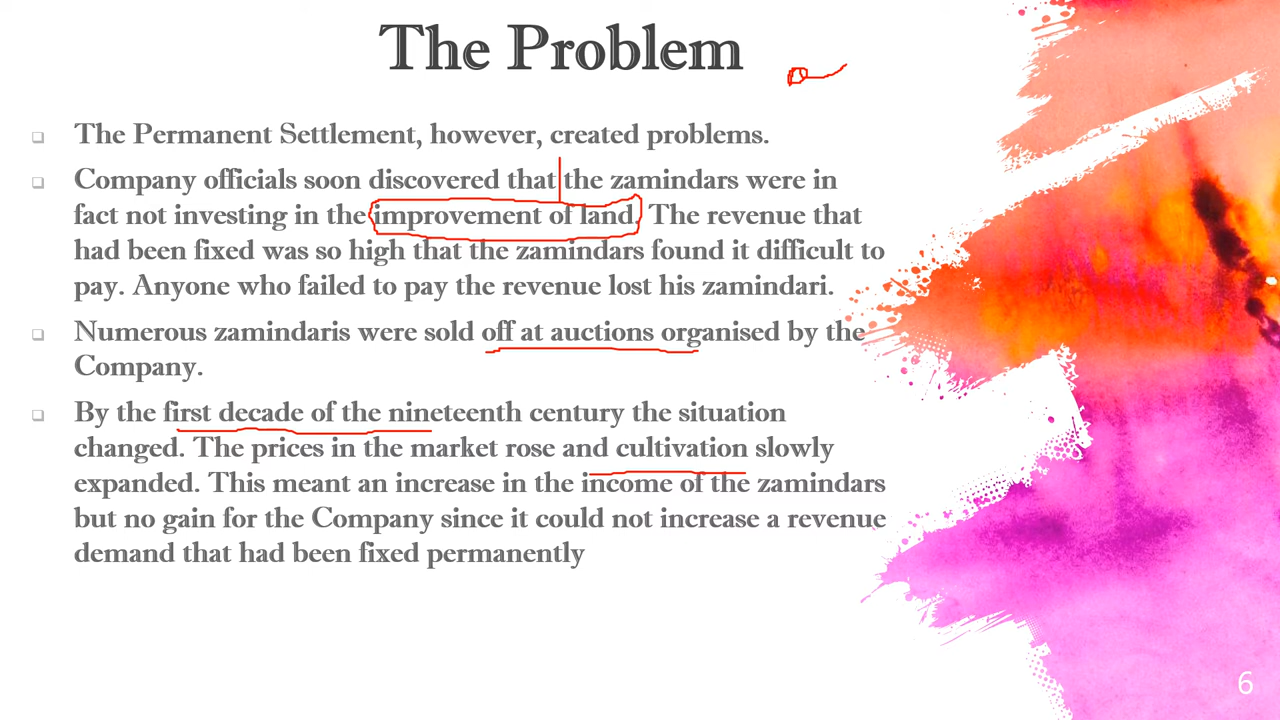 The Problem
❑ The Permanent Settlement, however, created problems.
❑ Company officials soon discovered that the zamindars were in
fact not investing in the improvement of land. The revenue that
had been fixed was so high that the zamindars found it difficult to
pay. Anyone who failed to pay the revenue lost his zamindari.
❑ Numerous zamindaris were sold off at auctions organised by the
Company.
❑ By the first decade of the nineteenth century the situation
changed. The prices in the market rose and cultivation slowly
expanded. This meant an increase in the income of the zamindars
but no gain for the Company since it could not increase a revenue
demand that had been fixed permanently
6